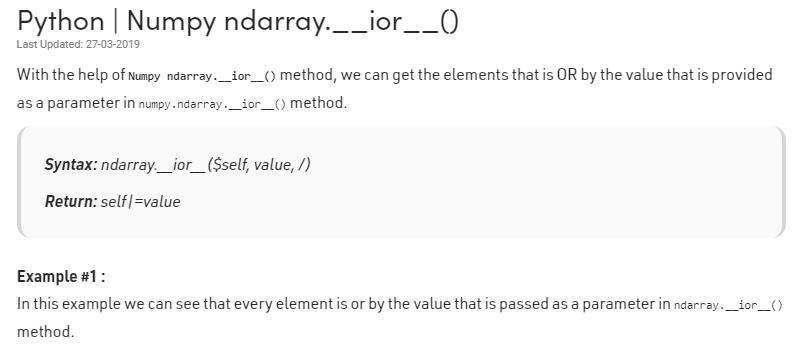 Python | Numpy ndarray.__ior__()
Last Updated: 27-03-2019
With the help of Numpy ndarray.__ior__() method, we can get the elements that is OR by the value that is provided
as a parameter in numpy.ndarray.__ior__() method.
Syntax: ndarray.__ior__($self, value, /)
Return: self|=value
Example #1 :
In this example we can see that every element is or by the value that is passed as a parameter in ndarray.__ior__()
method.